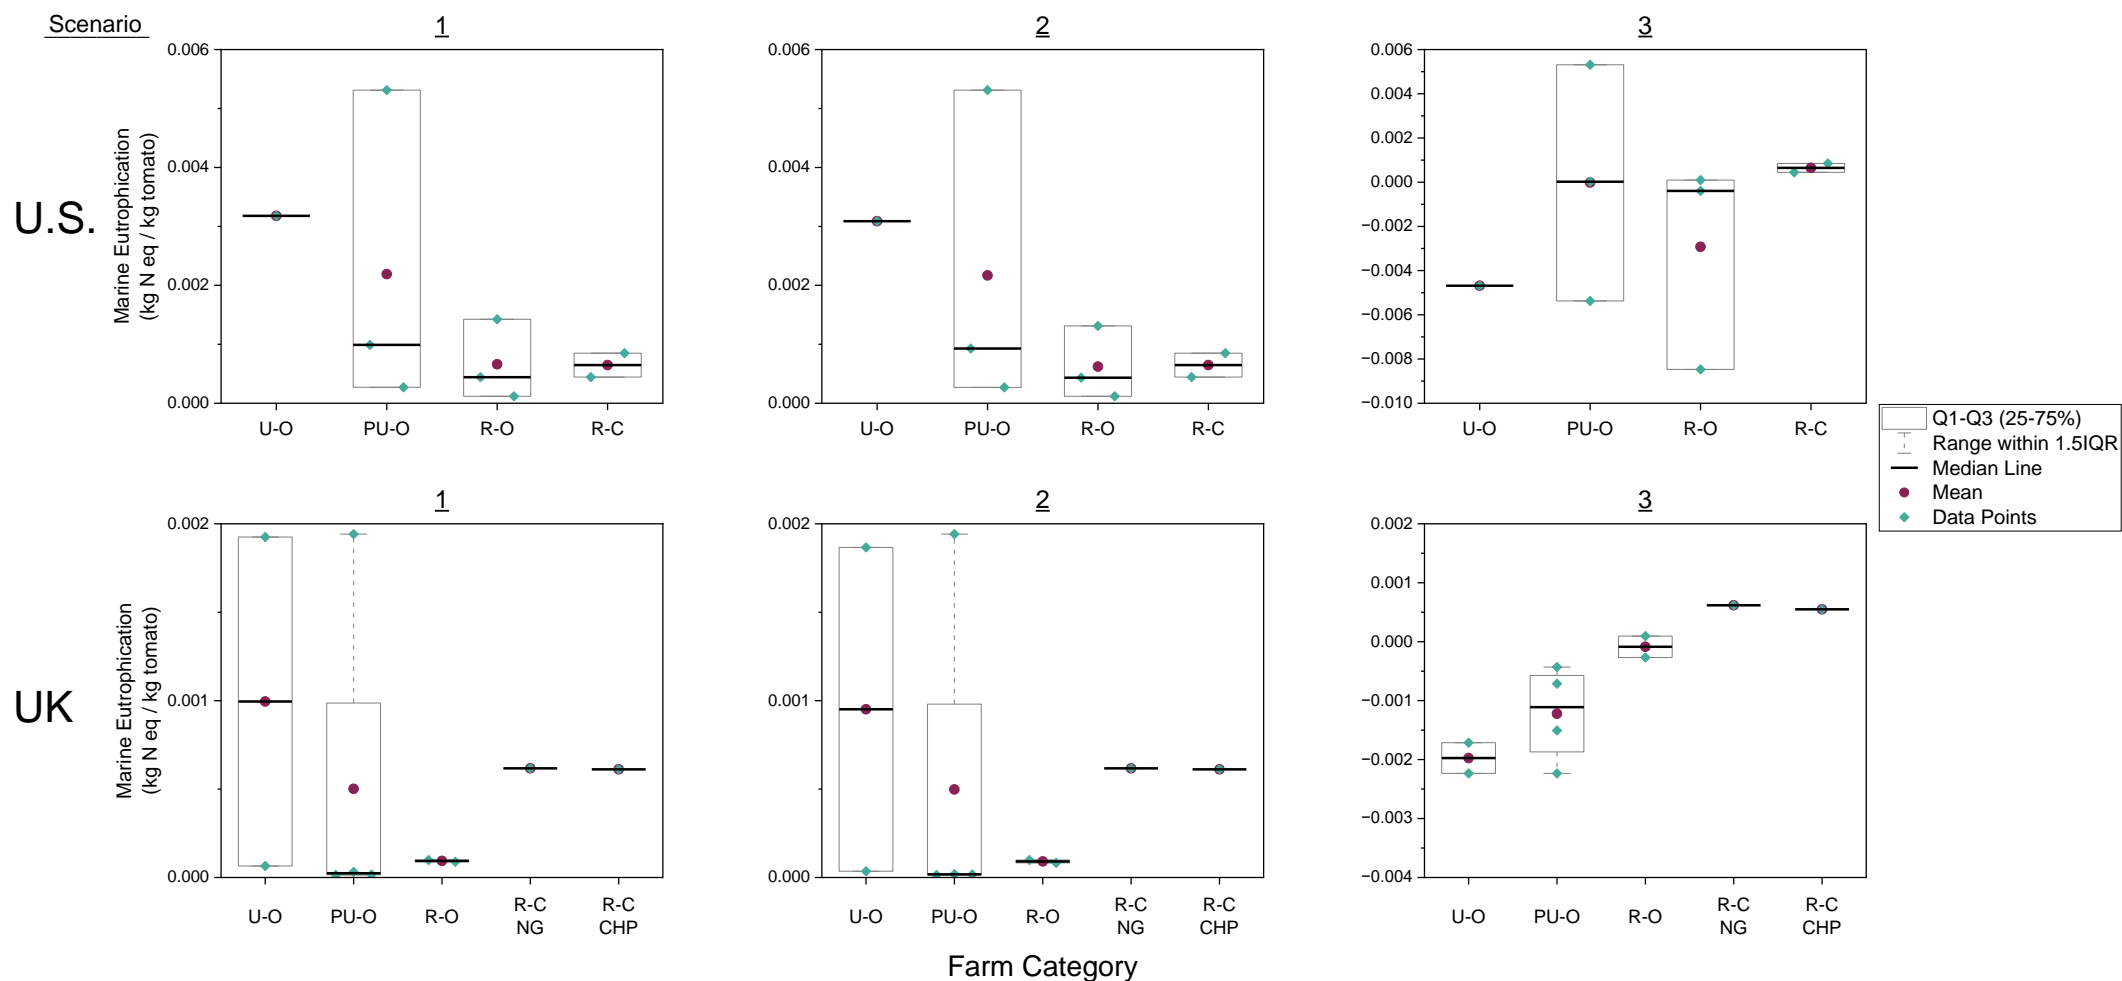 Scenario
1
2
3
U.S.
Marine Eutrophication
(kg N eq / kg tomato)
0.006
0.004
0.002
0.000
U-O
PU-O
R-O
R-C
0.006
0.004
0.002
0.000
U-O
PU-O
R-O
R-C
0.006
0.004
0.002
0.000
−0.002
−0.004
−0.006
−0.008
−0.010
U-O
PU-O
R-O
R-C
Q1-Q3 (25-75%)
Range within 1.5IQR
Median Line
Mean
Data Points
1
2
3
UK
Marine Eutrophication
(kg N eq / kg tomato)
0.002
0.001
0.000
U-O
PU-O
R-O
R-C
NG
R-C
CHP
0.002
0.001
0.000
U-O
PU-O
R-O
R-C
NG
R-C
CHP
0.002
0.001
0.000
−0.001
−0.002
−0.003
−0.004
U-O
PU-O
R-O
R-C
NG
R-C
CHP
Farm Category